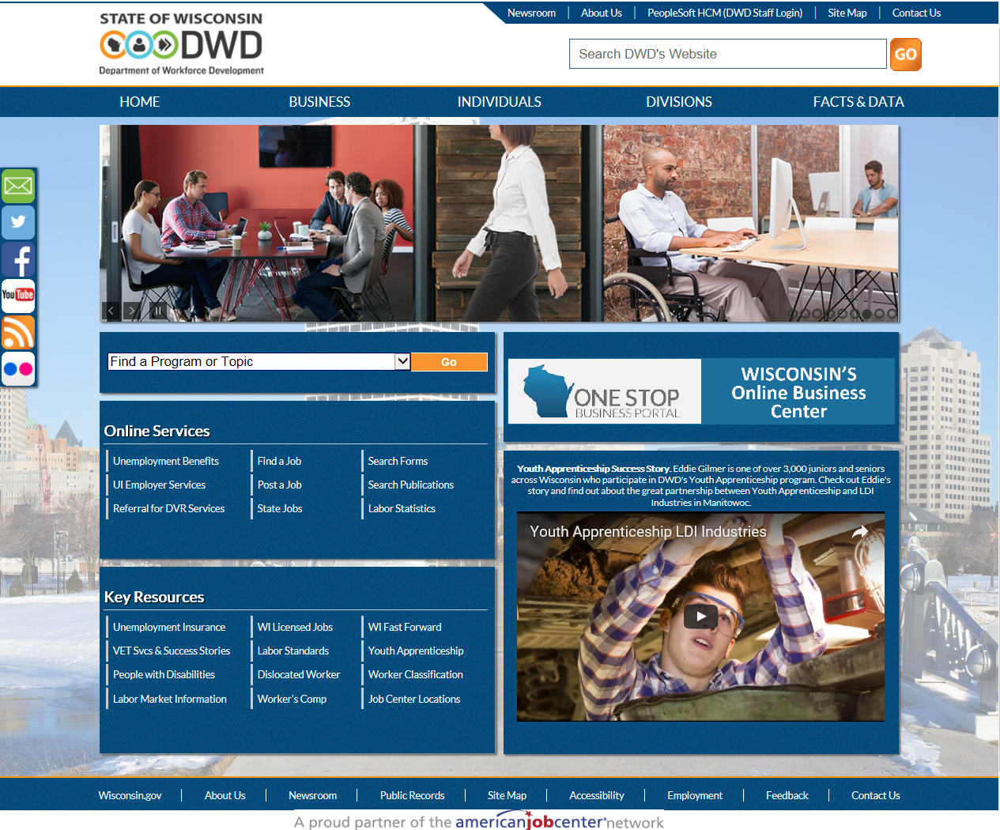 STATE OF WISCONSIN
DWD
Department of Workforce Development
Newsroom
About Us
PeopleSoft HCM (DWD Staff Login)
Site Map
Contact Us
Search DWD's Website
GO
HOME
BUSINESS
INDIVIDUALS
DIVISIONS
FACTS & DATA
YouTube
Find a Program or Topic
Go
ONE STOP
BUSINESS PORTAL
WISCONSIN'S
Online Business
Center
Online Services
Unemployment Benefits
Find a Job
Search Forms
UI Employer Services
Post a Job
Search Publications
Referral for DVR Services
State Jobs
Labor Statistics
Youth Apprenticeship Success Story. Eddie Gilmer is one of over 3,000 juniors and seniors
across Wisconsin who participate in DWD's Youth Apprenticeship program. Check out Eddie's
story and find out about the great partnership between Youth Apprenticeship and LDI
Industries in Manitowoc.
Youth Apprenticeship LDI Industries
Key Resources
Unemployment Insurance
WI Licensed Jobs
WI Fast Forward
VET Svcs & Success Stories
Labor Standards
Youth Apprenticeship
People with Disabilities
Dislocated Worker
Worker Classification
Labor Market Information
Worker's Comp
Job Center Locations
Wisconsin.gov
About Us
Newsroom
Public Records
Site Map
Accessibility
Employment
Feedback
Contact Us
A proud partner of the americanjobcenter® network